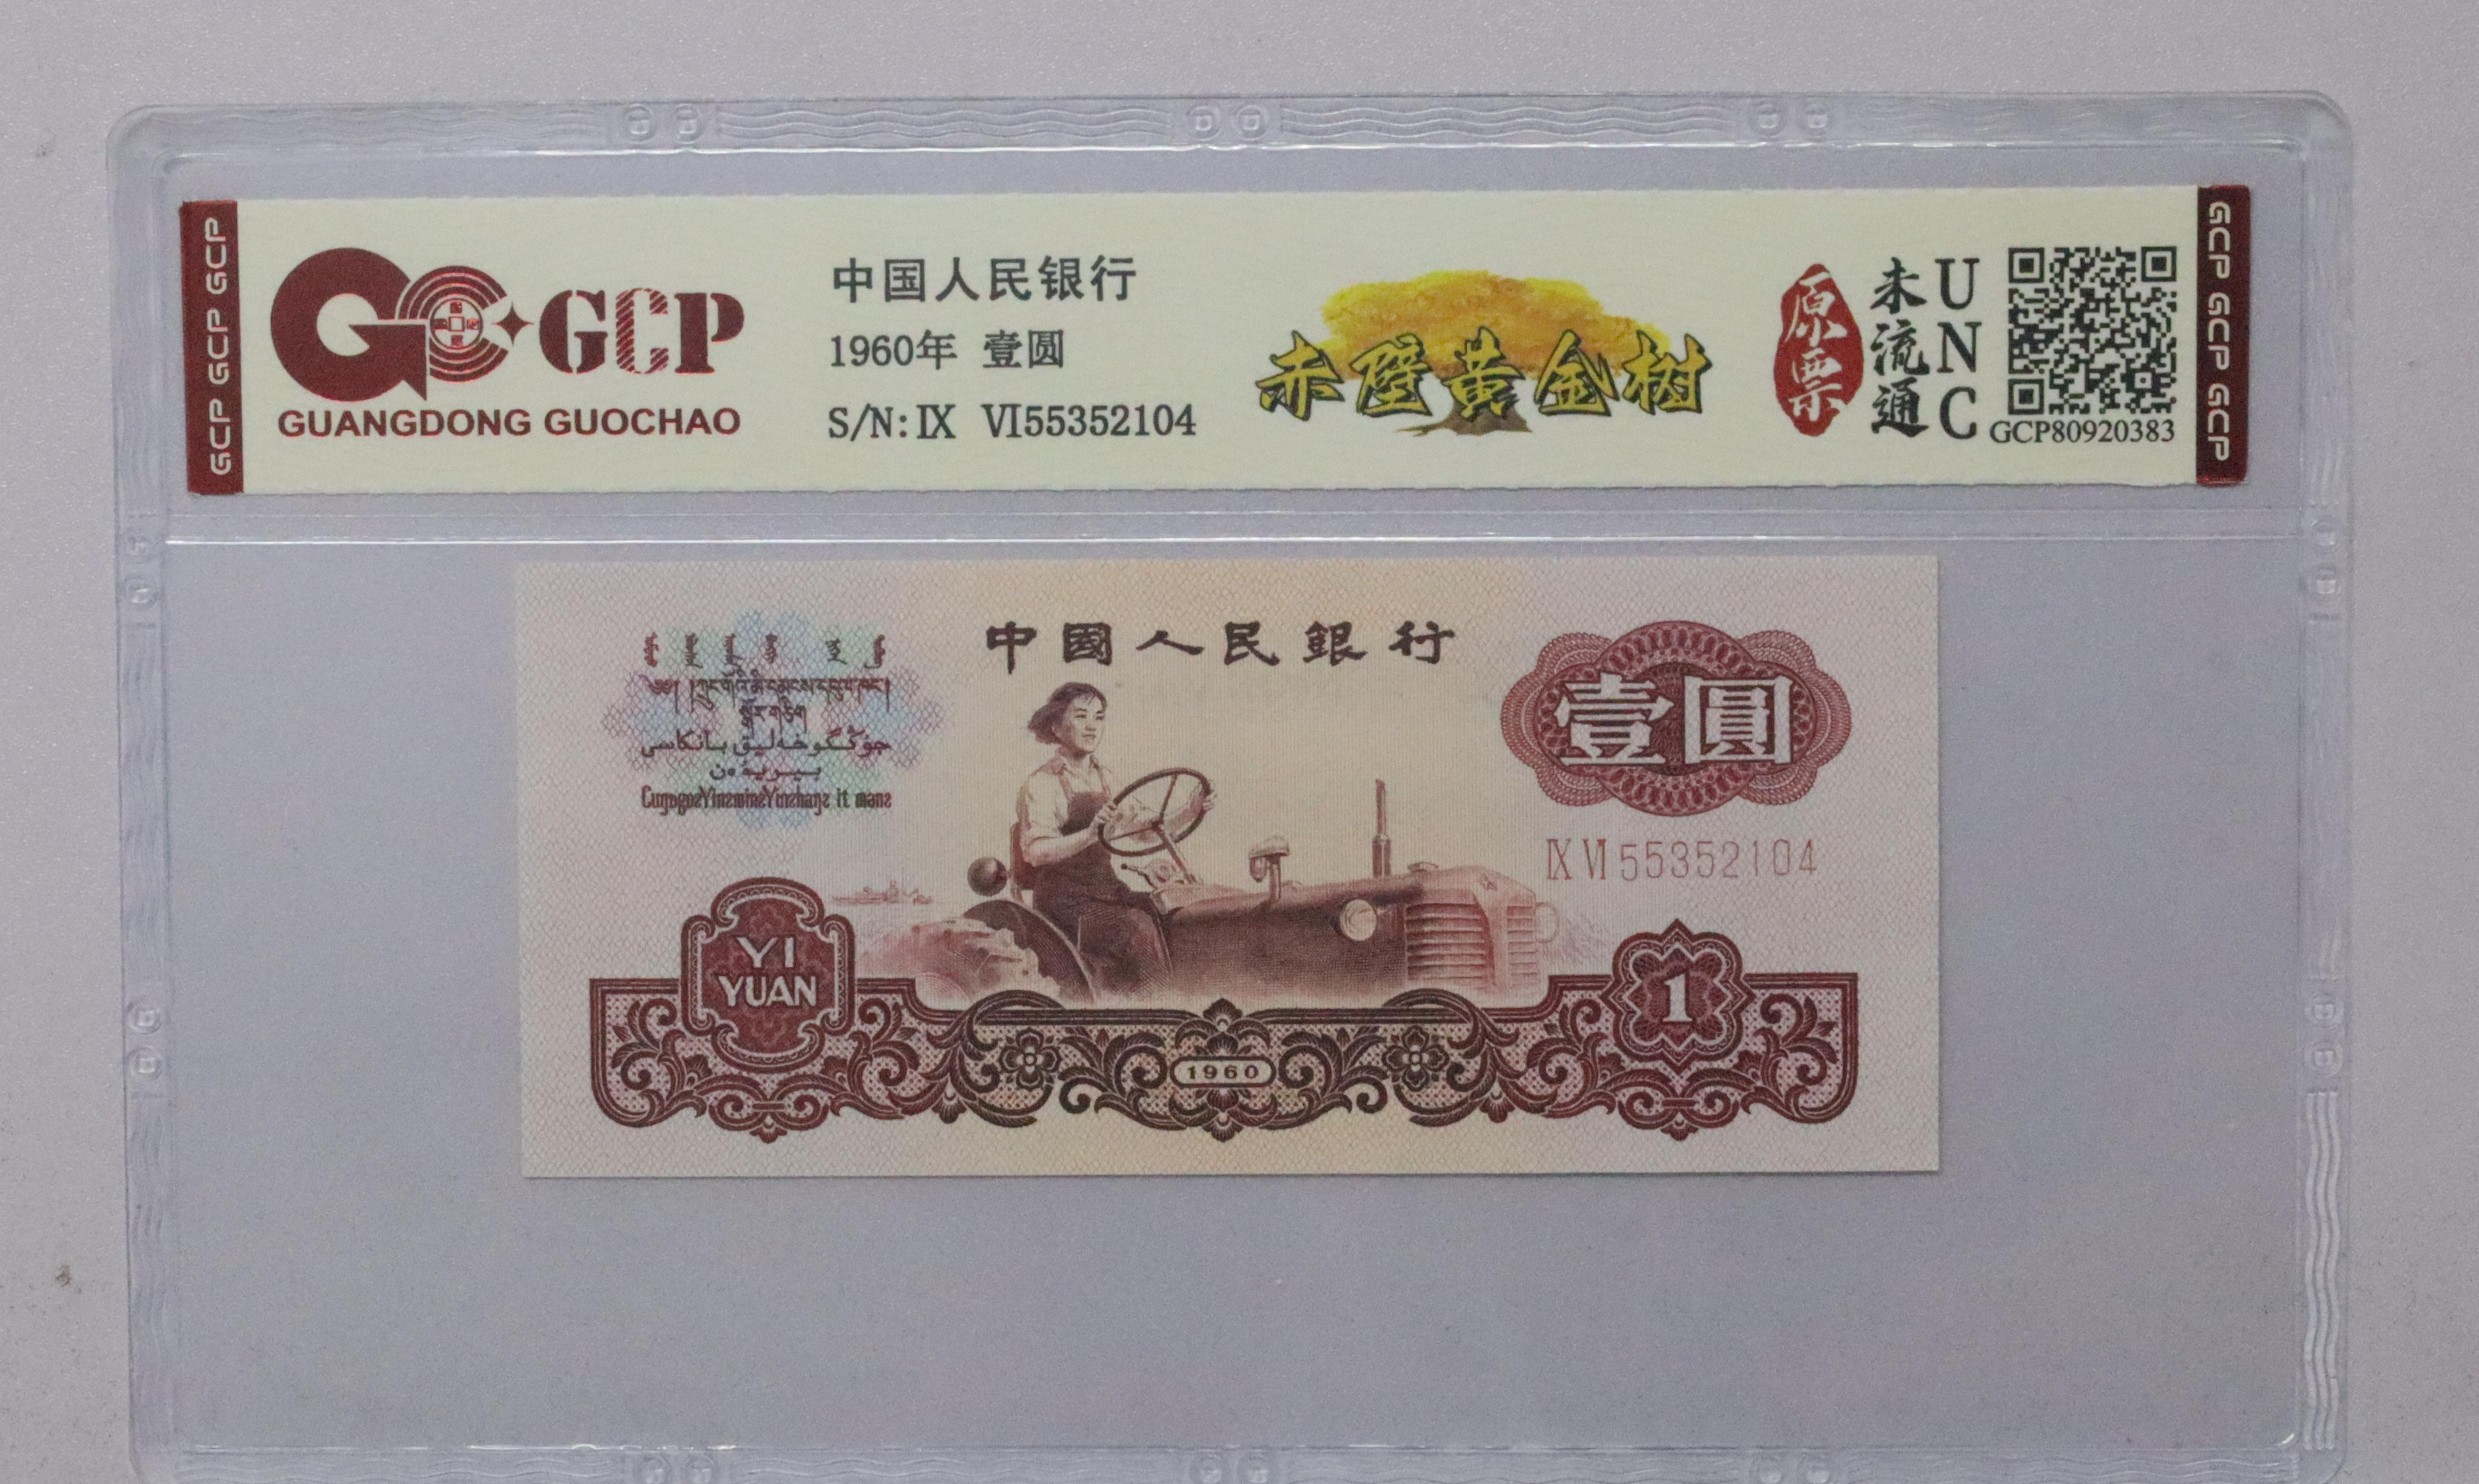 GCP GCP GCP
GCP
GUANGDONG GUOCHAO
中国人民银行
1960年 壹圆
S/N: IX VI55352104
赤壁黄金树
原票
未流通
UNC
GCP80920383
GCP GCP GCP
中國人民銀行
壹圓
IX VI 55352104
YI
YUAN
1
1960